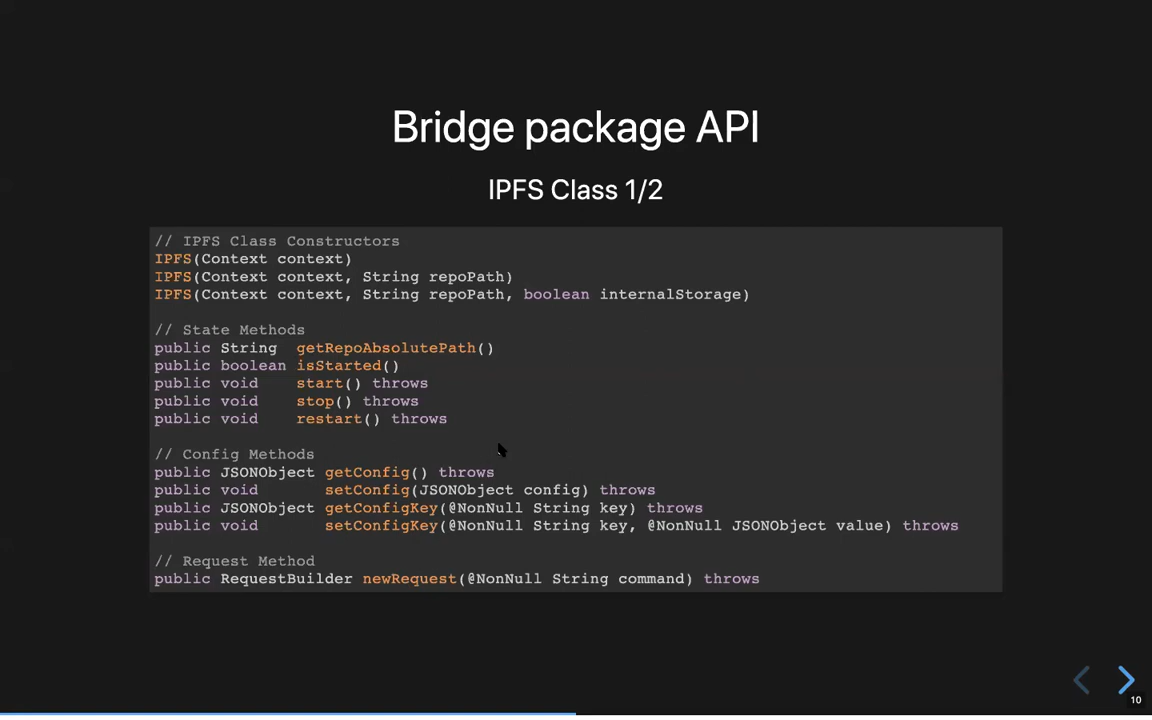 Bridge package API
IPFS Class 1/2
// IPFS Class Constructors
IPFS(Context context)
IPFS(Context context, String repoPath)
IPFS(Context context, String repoPath, boolean internalStorage)
// State Methods
public String  getRepoAbsolutePath()
public boolean isStarted()
public void    start() throws
public void    stop() throws
public void    restart() throws
// Config Methods
public JSONObject getConfig() throws
public void       setConfig(JSONObject config) throws
public JSONObject getConfigKey(@NonNull String key) throws
public void       setConfigKey(@NonNull String key, @NonNull JSONObject value) throws
// Request Method
public RequestBuilder newRequest(@NonNull String command) throws
10